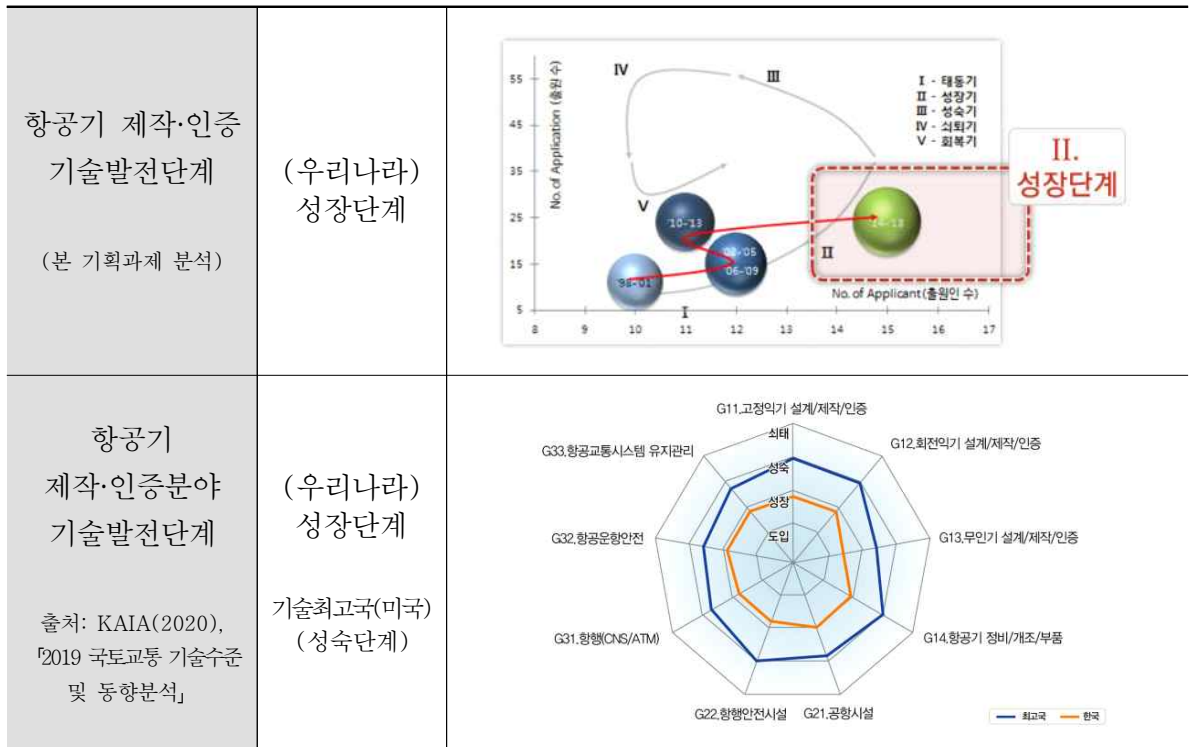 항공기 제작·인증
기술발전단계
(본 기획과제 분석)
(우리나라)
성장단계
No. of Application (출원 수)
55
45
35
25
15
5
IV
III
V
II
I
I - 태동기
II - 성장기
III - 성숙기
IV - 쇠퇴기
V - 회복기
II.
성장단계
'10-'13
'02-'05
'06-'09
'98-'01
'14-'18
No. of Applicant (출원인 수)
8 9 10 11 12 13 14 15 16 17
항공기
제작·인증분야
기술발전단계
출처: KAIA(2020),
「2019 국토교통 기술수준
및 동향분석」
(우리나라)
성장단계
기술최고국(미국)
(성숙단계)
G11.고정익기 설계/제작/인증
G12.회전익기 설계/제작/인증
G13.무인기 설계/제작/인증
G14.항공기 정비/개조/부품
G21.공항시설
G22.항행안전시설
G31.항행(CNS/ATM)
G32.항공운항안전
G33.항공교통시스템 유지관리
쇠태
성숙
성장
도입
최고국
한국